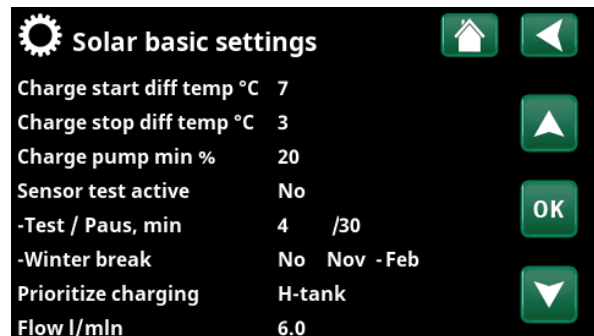 Solar basic settings
Charge start diff temp °C 7
Charge stop diff temp °C 3
Charge pump min % 20
Sensor test active No
-Test / Paus, min 4 /30
-Winter break No Nov - Feb
Prioritize charging H-tank
Flow l/mln 6.0
OK